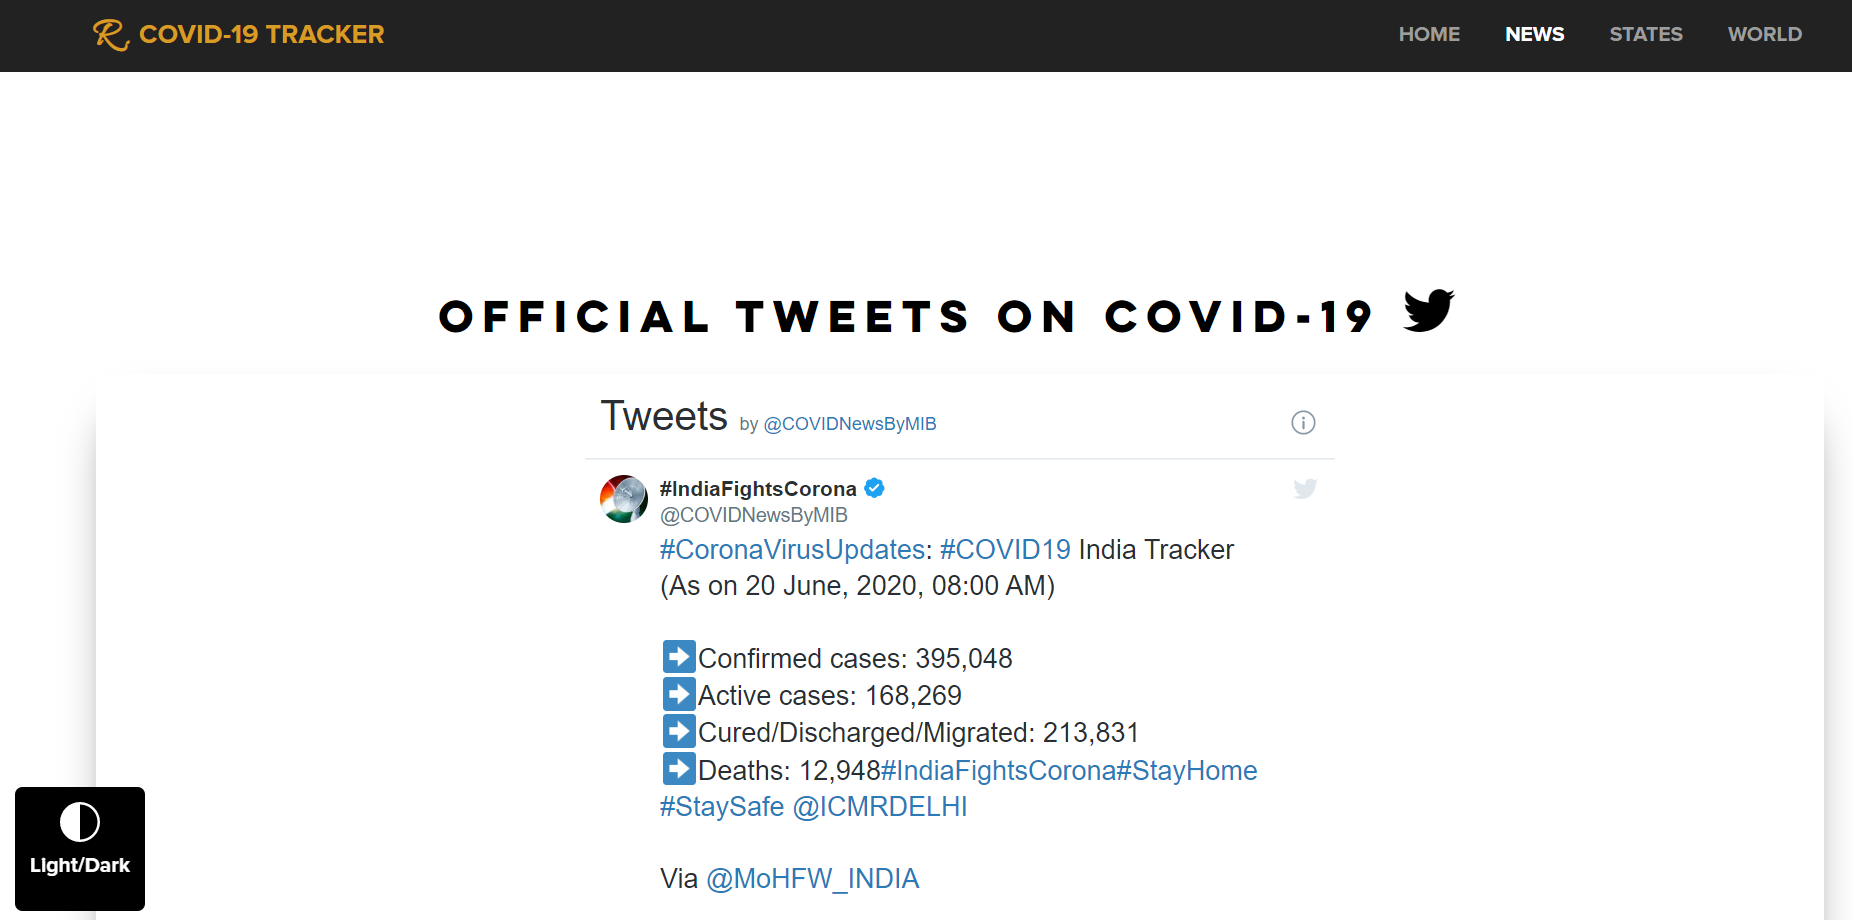 R COVID-19 TRACKER
HOME NEWS STATES WORLD
OFFICIAL TWEETS ON COVID-19
Tweets by @COVIDNewsByMIB
#IndiaFightsCorona
@COVIDNewsByMIB
#CoronaVirusUpdates: #COVID19 India Tracker
(As on 20 June, 2020, 08:00 AM)
➡Confirmed cases: 395,048
➡Active cases: 168,269
➡Cured/Discharged/Migrated: 213,831
➡Deaths: 12,948#IndiaFightsCorona#StayHome
#StaySafe @ICMRDELHI
Via @MoHFW_INDIA
Light/Dark